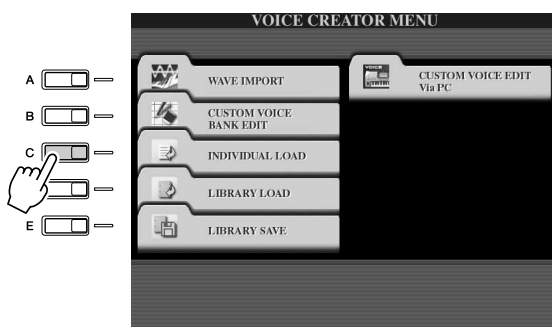 VOICE CREATOR MENU
A
WAVE IMPORT
VOICE
CUSTOM VOICE EDIT
Via PC
B
CUSTOM VOICE
BANK EDIT
C
INDIVIDUAL LOAD
LIBRARY LOAD
E
LIBRARY SAVE